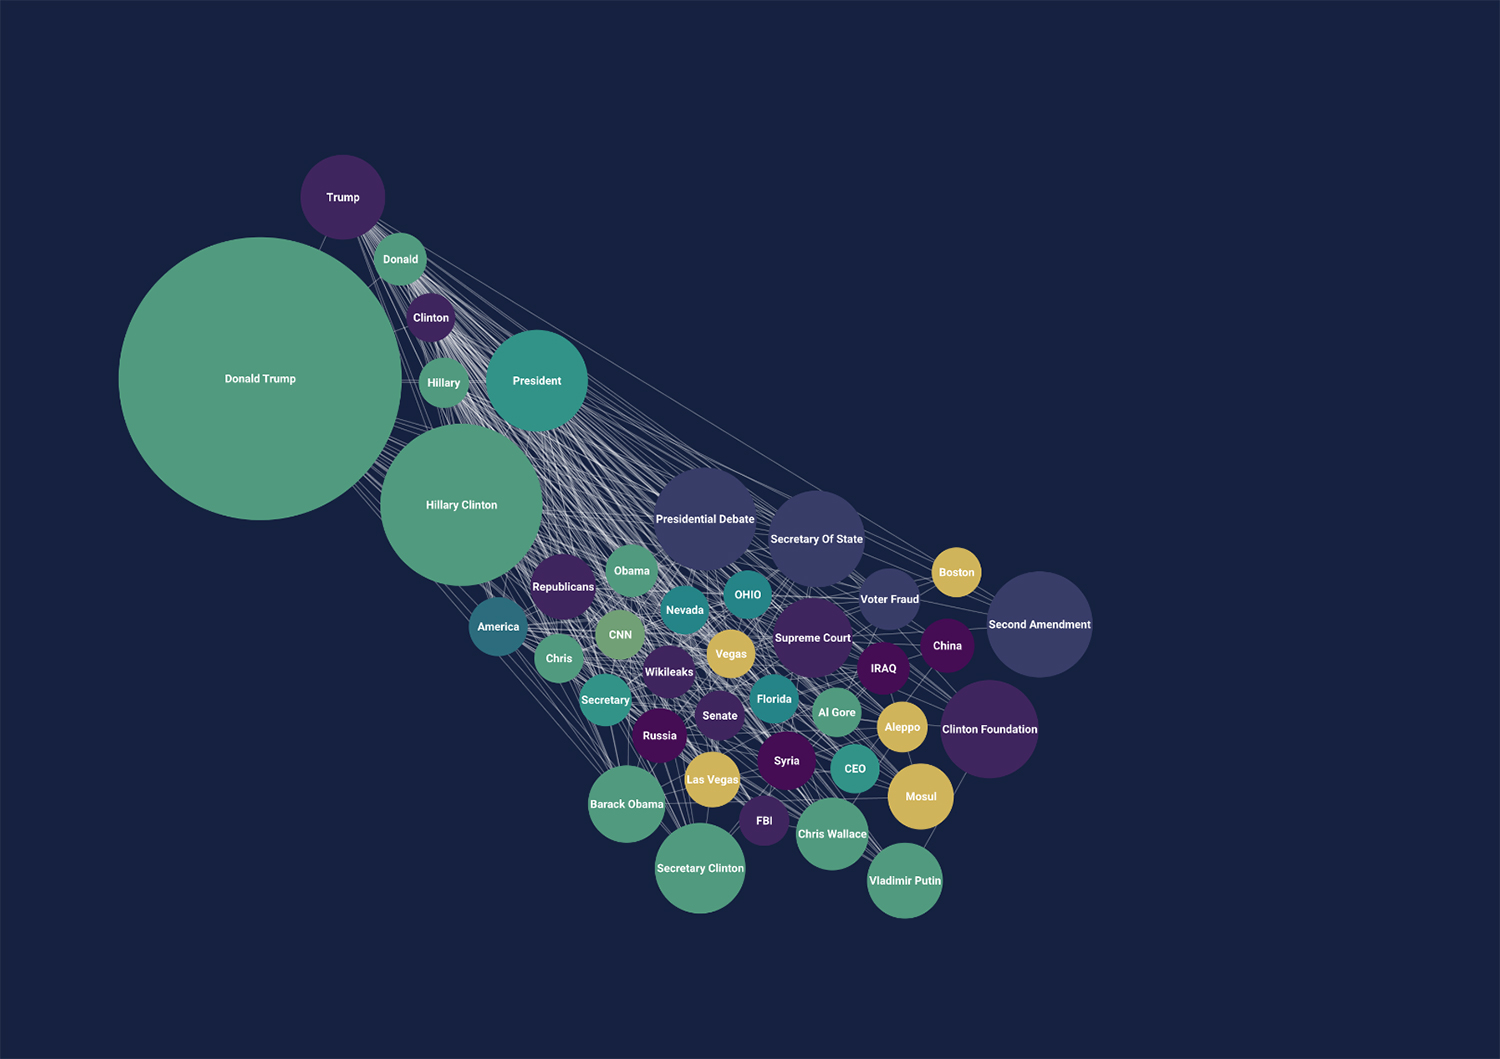 Trump
Donald
Clinton
Donald Trump
Hillary
President
Hillary Clinton
Presidential Debate
Secretary Of State
Obama
Boston
Republicans
OHIO
Voter Fraud
Nevada
Second Amendment
America
CNN
Supreme Court
China
Vegas
Chris
IRAQ
Wikileaks
Secretary
Florida
Al Gore
Senate
Aleppo
Clinton Foundation
Russia
Syria
CEO
Las Vegas
Mosul
Barack Obama
FBI
Chris Wallace
Secretary Clinton
Vladimir Putin